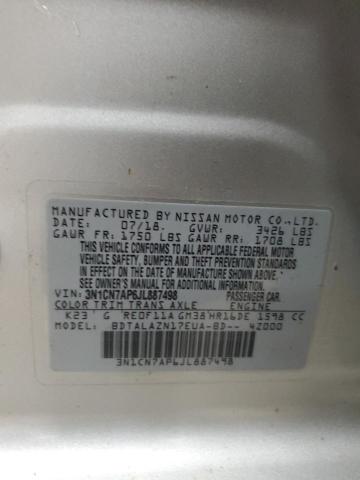 MANUFACTURED BY NISSAN MOTOR CO.,LTD.
DATE: 07/18. GVWR: 3426 LBS
GAWR FR: 1750 LBS GAWR RR: 1708 LBS
THIS VEHICLE CONFORMS TO ALL APPLICABLE FEDERAL MOTOR
VEHICLE SAFETY, BUMPER, AND THEFT PREVENTION
STANDARDS IN EFFECT ON THE DATE OF MANUFACTURE SHOWN ABOVE.
SEE OWNER'S MANUAL FOR ADDITIONAL INFORMATION.
VIN: 3N1CN7AP6JL887498 PASSENGER CAR.
COLOR TRIM TRANS AXLE ENGINE
K23 G RE0F11A GM38 HR16DE 1598 CC
MODEL: BDTALAZN17EUA-BD-- 4Z000
3N1CN7AP6JL887498